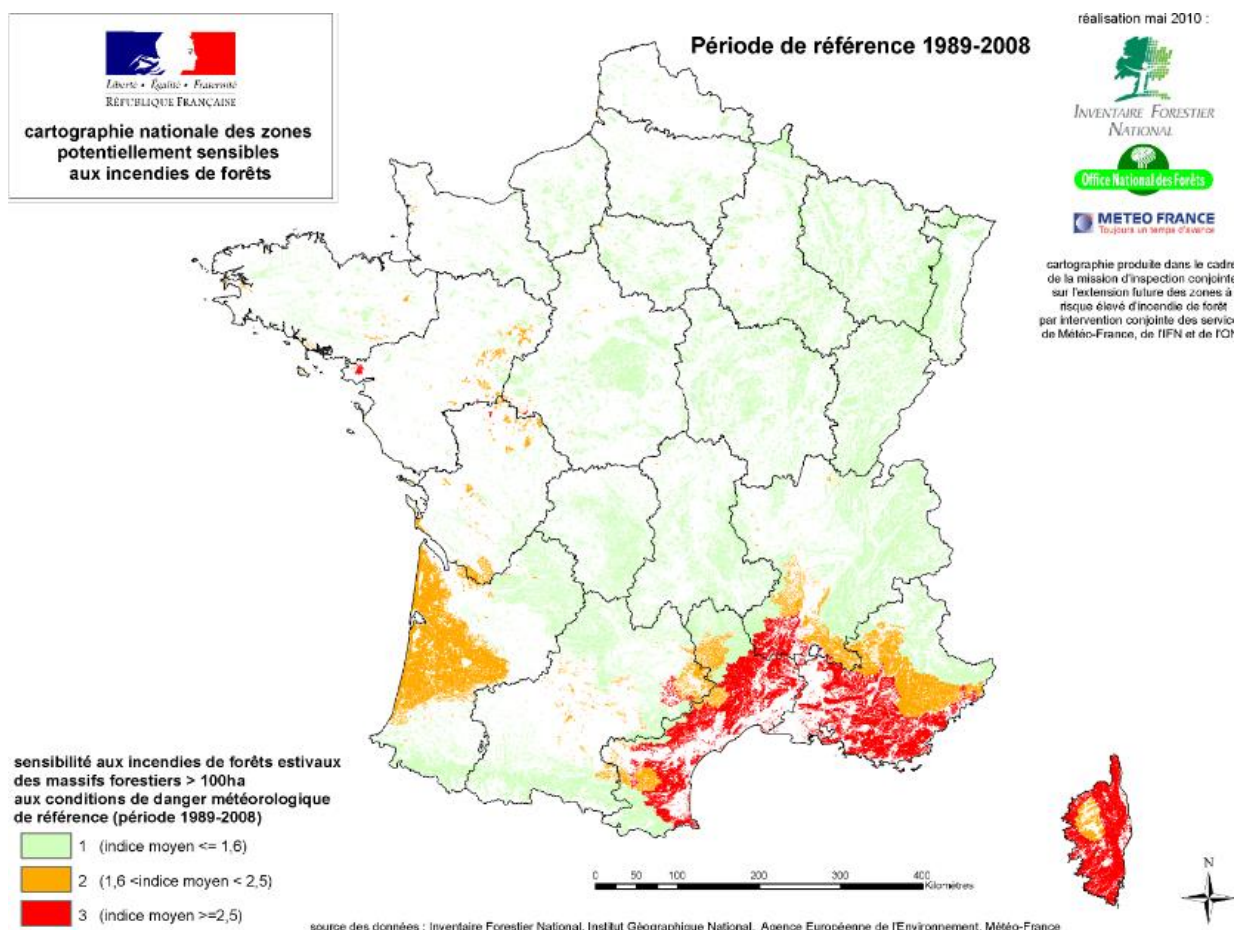 Liberté • Égalité • Fraternité
RÉPUBLIQUE FRANÇAISE
cartographie nationale des zones
potentiellement sensibles
aux incendies de forêts
Période de référence 1989-2008
réalisation mai 2010 :
INVENTAIRE FORESTIER
NATIONAL
Office National des Forêts
METEO FRANCE
Toujours un temps d'avance
cartographie produite dans le cadre
de la mission d'inspection conjointe
sur l'extension future des zones à
risque élevé d'incendie de forêt
par intervention conjointe des service
de Météo-France, de l'IFN et de l'ON
sensibilité aux incendies de forêts estivaux
des massifs forestiers > 100ha
aux conditions de danger météorologique
de référence (période 1989-2008)
1 (indice moyen <= 1,6)
2 (1,6 <indice moyen < 2,5)
3 (indice moyen >=2,5)
0 50 100 200 300 400
Kilomètres
N
source des données : Inventaire Forestier National, Institut Géographique National, Agence Européenne de l'Environnement, Météo-France